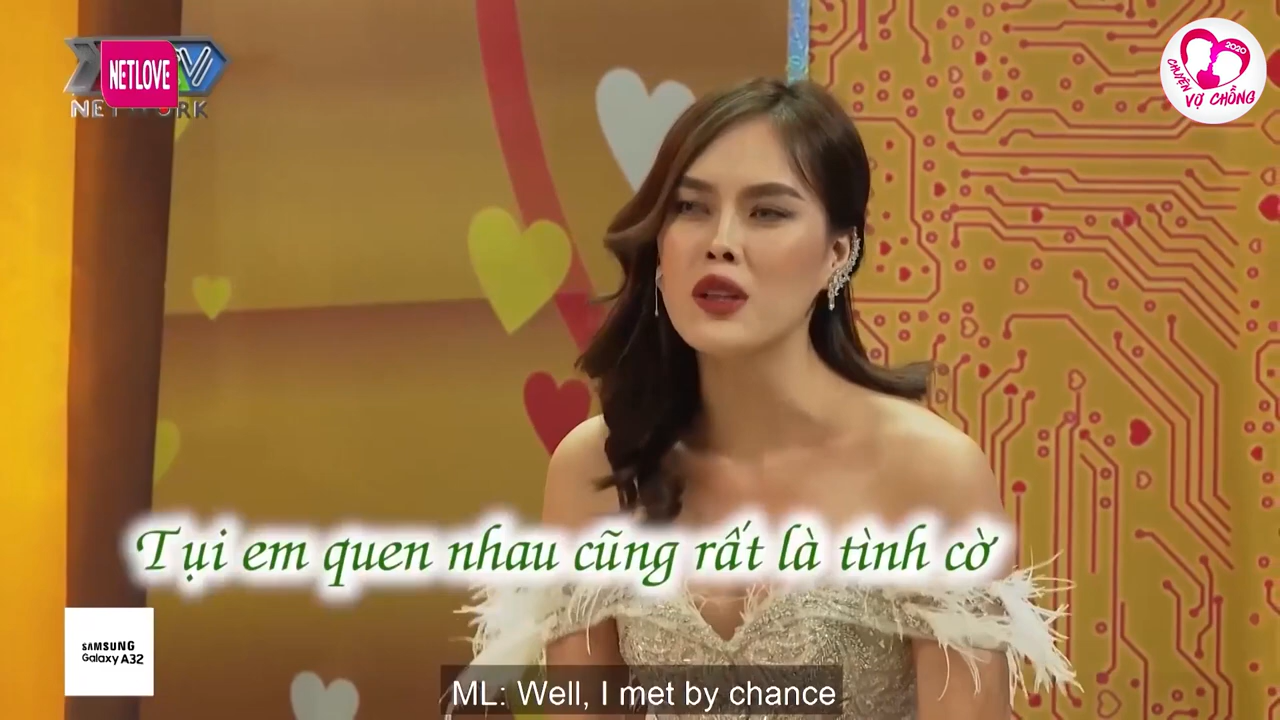 NETLOVE
TV
NETWORK
2020
CHUYỆN
VỢ CHỒNG
Tụi em quen nhau cũng rất là tình cờ
SAMSUNG
Galaxy A32
ML: Well, I met by chance